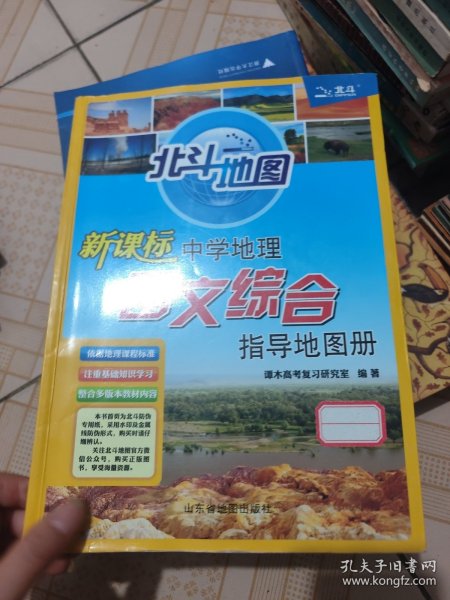 北斗
北斗地图
新课标
中学地理
图文综合
指导地图册
谭木高考复习研究室 编著
依据地理课程标准
注重基础知识学习
整合多版本教材内容
本书首页为北斗防伪
专用纸,采用水印及金属
线防伪形式,购买时请仔
细辨认。
关注北斗地图官方微
信公众号,购买正版图
书,享受海量资源。
山东省地图出版社
孔夫子旧书网
www.kongfz.com